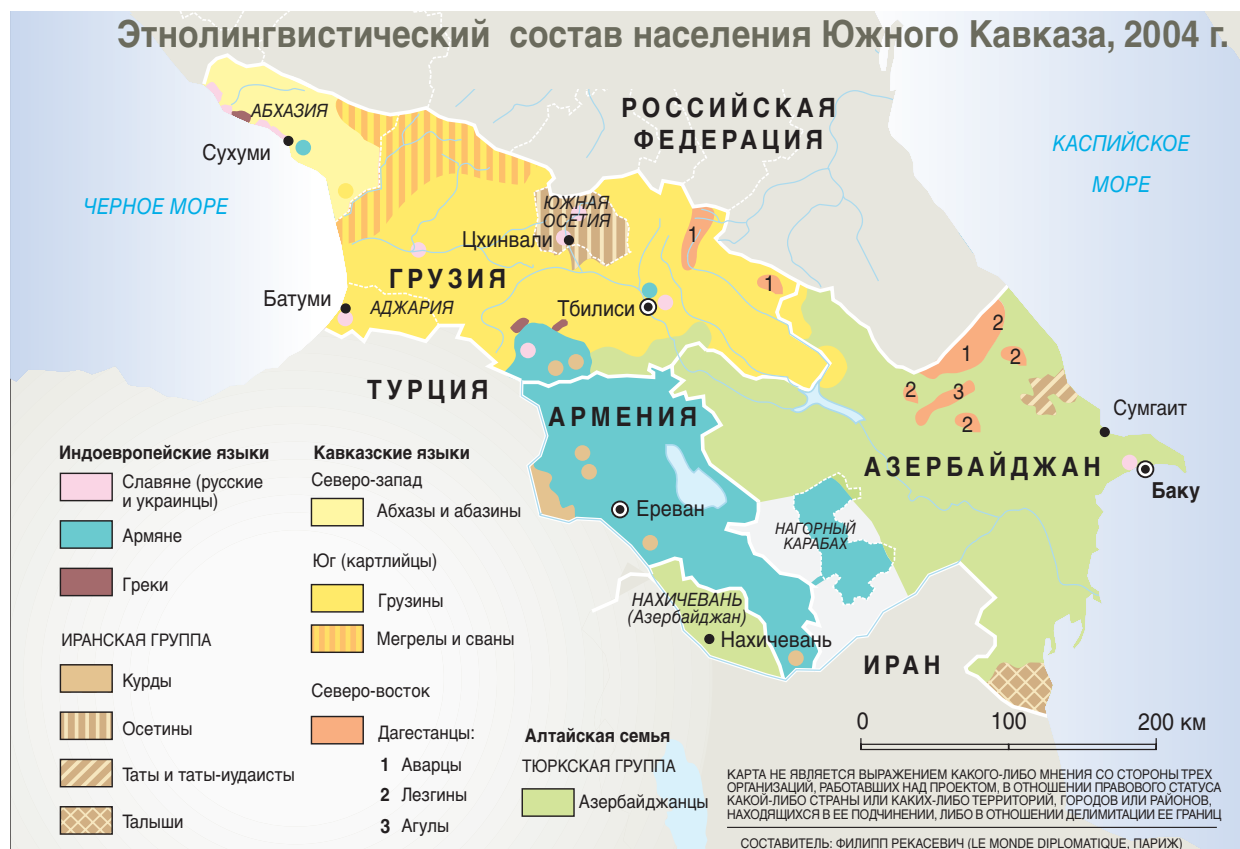 Этнолингвистический состав населения Южного Кавказа, 2004 г.
РОССИЙСКАЯ
ФЕДЕРАЦИЯ
КАСПИЙСКОЕ
МОРЕ
ЧЕРНОЕ МОРЕ
АБХАЗИЯ
Сухуми
ЮЖНАЯ
ОСЕТИЯ
Цхинвали
ГРУЗИЯ
Батуми
АДЖАРИЯ
Тбилиси
1
1
2
1
2
2
3
2
ТУРЦИЯ
АРМЕНИЯ
Ереван
Сумгаит
АЗЕРБАЙДЖАН
Баку
НАГОРНЫЙ
КАРАБАХ
НАХИЧЕВАНЬ
(Азербайджан)
Нахичевань
ИРАН
Индоевропейские языки
Славяне (русские
и украинцы)
Армяне
Греки
ИРАНСКАЯ ГРУППА
Курды
Осетины
Таты и таты-иудаисты
Талыши
Кавказские языки
Северо-запад
Абхазы и абазины
Юг (картлийцы)
Грузины
Мегрелы и сваны
Северо-восток
Дагестанцы:
1 Аварцы
2 Лезгины
3 Агулы
Алтайская семья
ТЮРКСКАЯ ГРУППА
Азербайджанцы
0 100 200 км
КАРТА НЕ ЯВЛЯЕТСЯ ВЫРАЖЕНИЕМ КАКОГО-ЛИБО МНЕНИЯ СО СТОРОНЫ ТРЕХ
ОРГАНИЗАЦИЙ, РАБОТАВШИХ НАД ПРОЕКТОМ, В ОТНОШЕНИИ ПРАВОВОГО СТАТУСА
КАКОЙ-ЛИБО СТРАНЫ ИЛИ КАКИХ-ЛИБО ТЕРРИТОРИЙ, ГОРОДОВ ИЛИ РАЙОНОВ,
НАХОДЯЩИХСЯ В ЕЕ ПОДЧИНЕНИИ, ЛИБО В ОТНОШЕНИИ ДЕЛИМИТАЦИИ ЕЕ ГРАНИЦ
СОСТАВИТЕЛЬ: ФИЛИПП РЕКАСЕВИЧ (LE MONDE DIPLOMATIQUE, ПАРИЖ)